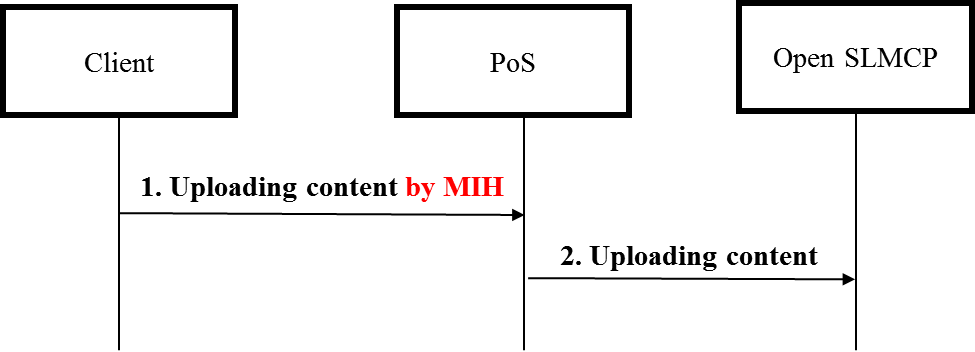 Client
PoS
Open SLMCP
1. Uploading content by MIH
2. Uploading content